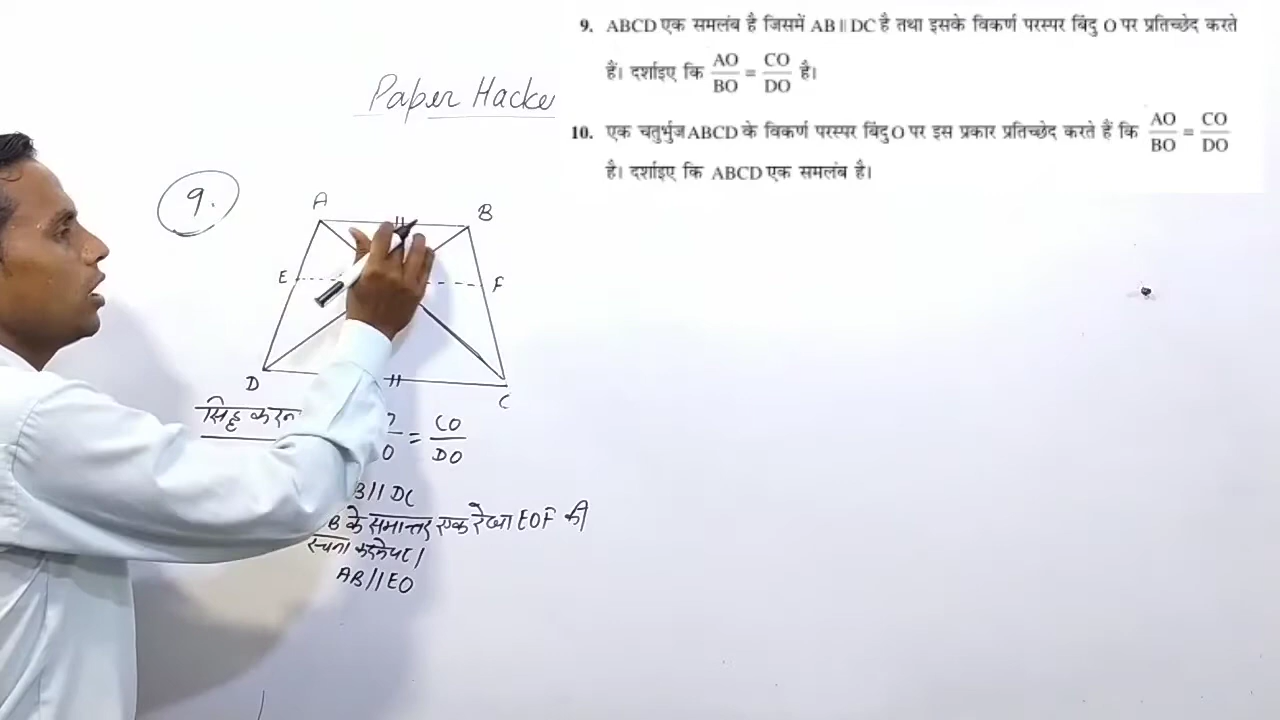 9. ABCD एक समलंब है जिसमें AB || DC है तथा इसके विकर्ण परस्पर बिंदु O पर प्रतिच्छेद करते
हैं। दर्शाइए कि AO/BO = CO/DO है।
10. एक चतुर्भुज ABCD के विकर्ण परस्पर बिंदु O पर इस प्रकार प्रतिच्छेद करते हैं कि AO/BO = CO/DO
है। दर्शाइए कि ABCD एक समलंब है।
Paper Hacke
9.
A B
E F
D C
= CO/DO
B // DC
B के समान्तर एक रेखा EOF की
रचना करने पर।
AB // EO